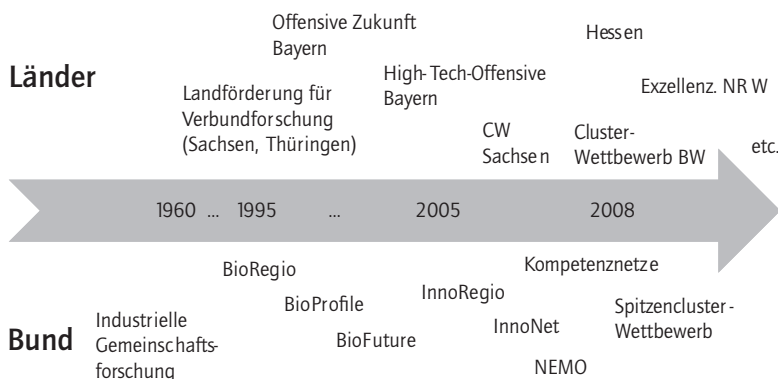 Offensive Zukunft
Bayern
Hessen
Länder
High-Tech-Offensive
Bayern
Exzellenz. NRW
Landförderung für
Verbundforschung
(Sachsen, Thüringen)
CW
Sachsen
Cluster-
Wettbewerb BW
etc.
1960 ... 1995 ... 2005 2008
BioRegio
Kompetenznetze
BioProfile
InnoRegio
Spitzencluster-
Wettbewerb
Bund
Industrielle
Gemeinschafts-
forschung
BioFuture
InnoNet
NEMO